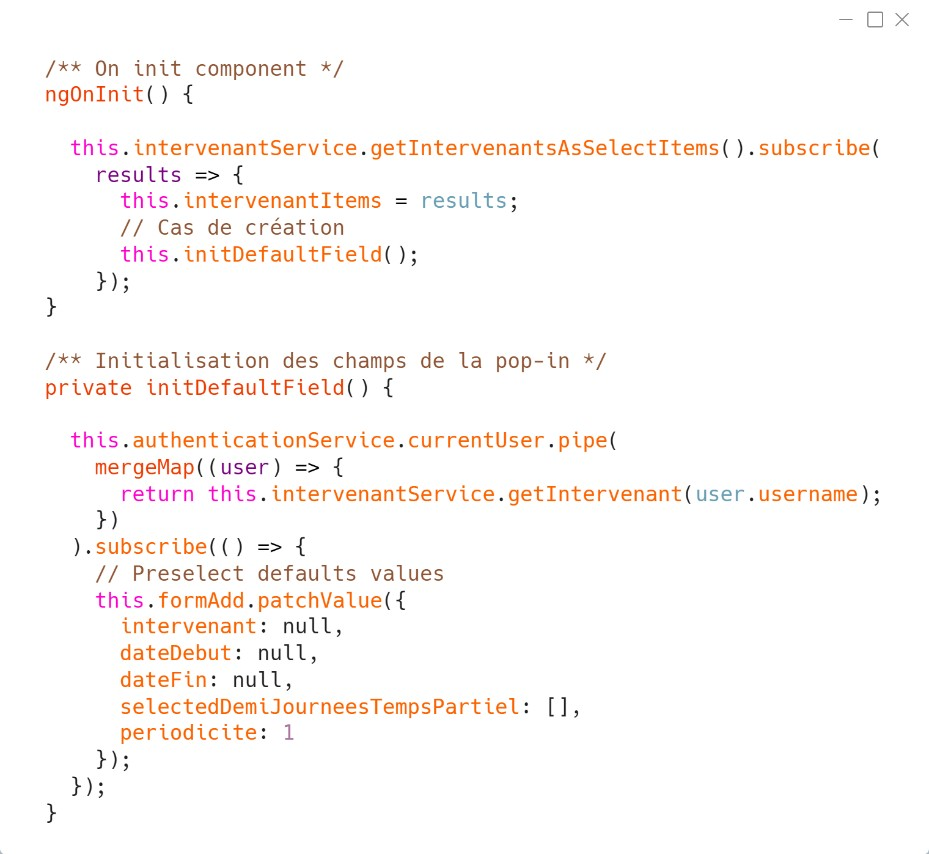 /** On init component */
ngOnInit() {
  this.intervenantService.getIntervenantsAsSelectItems().subscribe(
    results => {
      this.intervenantItems = results;
      // Cas de création
      this.initDefaultField();
    });
}
/** Initialisation des champs de la pop-in */
private initDefaultField() {
  this.authenticationService.currentUser.pipe(
    mergeMap((user) => {
      return this.intervenantService.getIntervenant(user.username);
    })
  ).subscribe(() => {
    // Preselect defaults values
    this.formAdd.patchValue({
      intervenant: null,
      dateDebut: null,
      dateFin: null,
      selectedDemiJourneesTempsPartiel: [],
      periodicite: 1
    });
  });
}